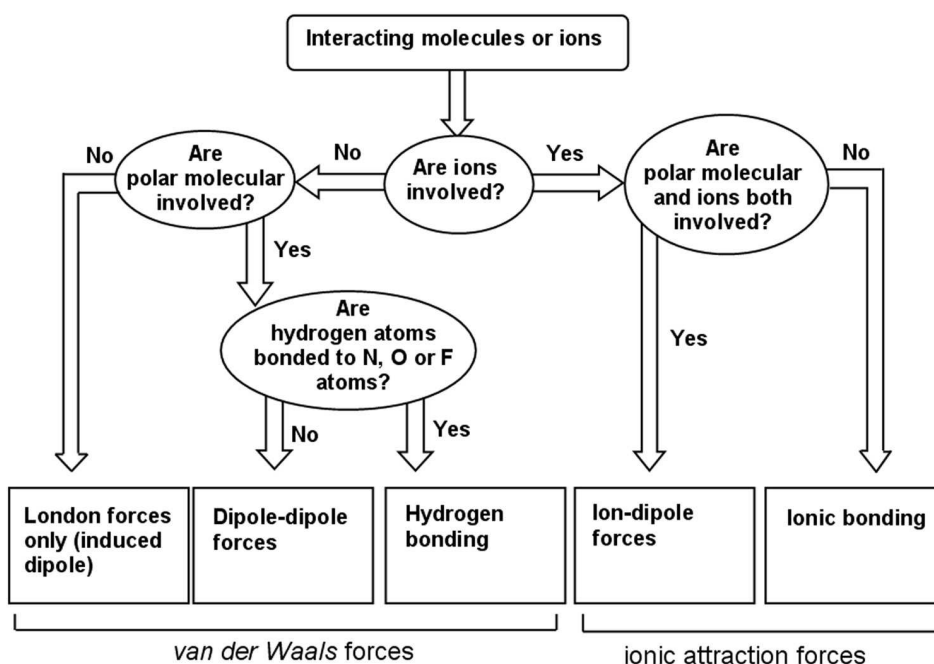 Interacting molecules or ions
No
Are
polar molecular
involved?
No
Are ions
involved?
Yes
Are
polar molecular
and ions both
involved?
No
Yes
Are
hydrogen atoms
bonded to N, O or F
atoms?
Yes
No
Yes
London forces
only (induced
dipole)
Dipole-dipole
forces
Hydrogen
bonding
Ion-dipole
forces
Ionic bonding
van der Waals forces
ionic attraction forces